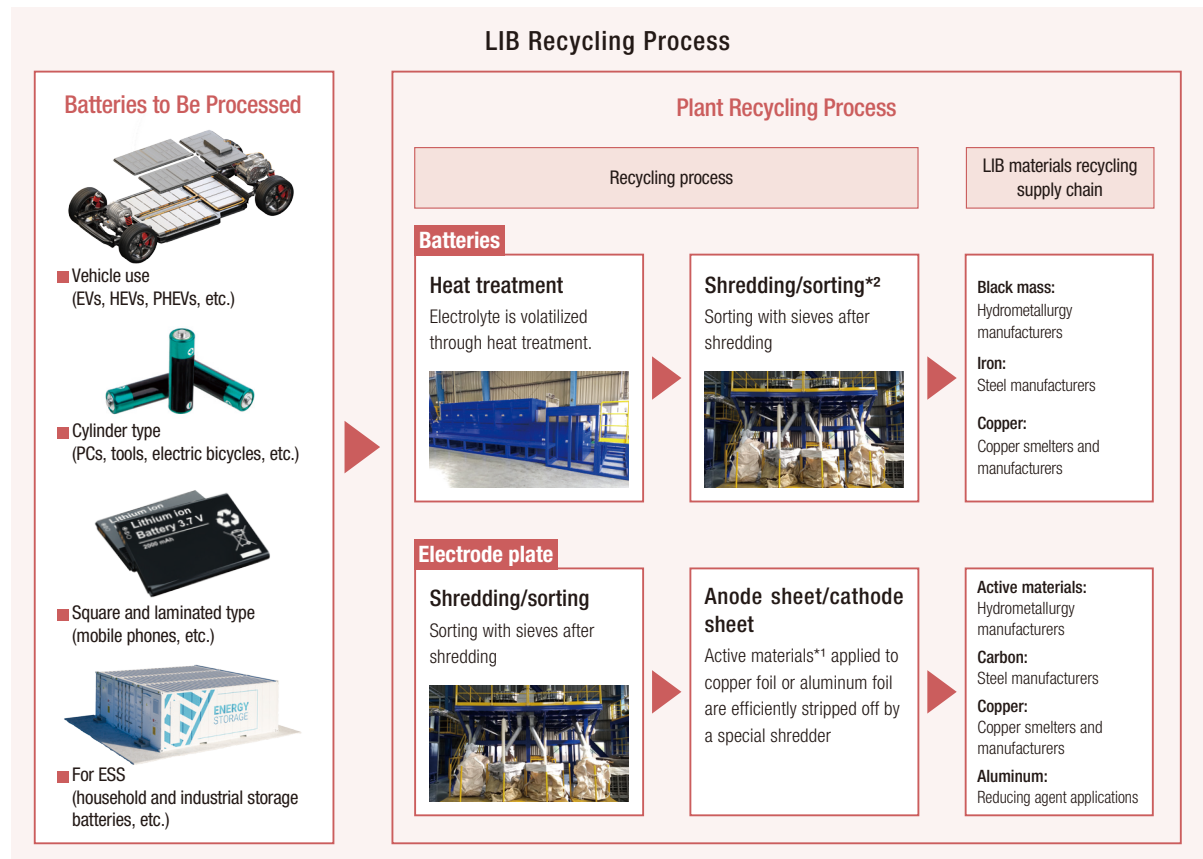 LIB Recycling Process
Batteries to Be Processed
Vehicle use
(EVs, HEVs, PHEVs, etc.)
Cylinder type
(PCs, tools, electric bicycles, etc.)
Lithium ion
Lithium ion
Battery 3.7 V
2000 mAh
Square and laminated type
(mobile phones, etc.)
ENERGY
STORAGE
For ESS
(household and industrial storage
batteries, etc.)
Plant Recycling Process
Recycling process
LIB materials recycling
supply chain
Batteries
Heat treatment
Electrolyte is volatilized
through heat treatment.
Shredding/sorting*2
Sorting with sieves after
shredding
Black mass:
Hydrometallurgy
manufacturers
Iron:
Steel manufacturers
Copper:
Copper smelters and
manufacturers
Electrode plate
Shredding/sorting
Sorting with sieves after
shredding
Anode sheet/cathode
sheet
Active materials*1 applied to
copper foil or aluminum foil
are efficiently stripped off by
a special shredder
Active materials:
Hydrometallurgy
manufacturers
Carbon:
Steel manufacturers
Copper:
Copper smelters and
manufacturers
Aluminum:
Reducing agent applications